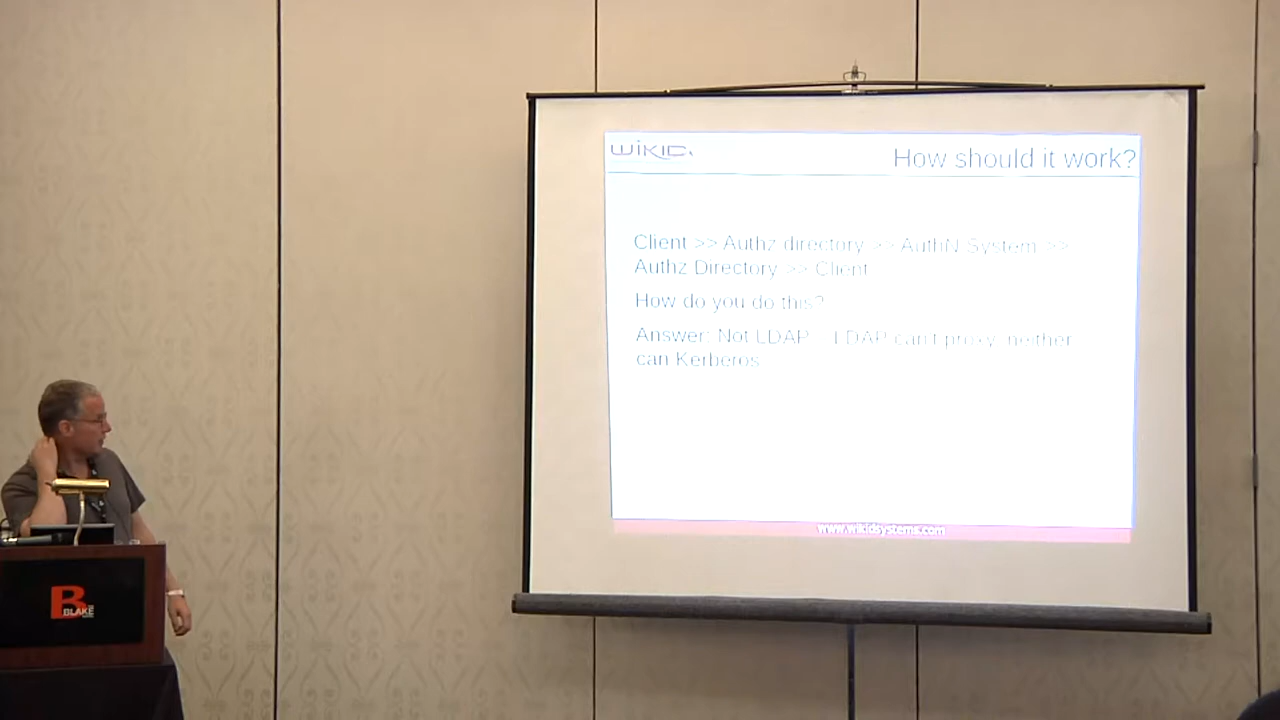 WiKID
How should it work?
Client >> Authz directory >> AuthN System >>
Authz Directory >> Client
How do you do this?
Answer: Not LDAP LDAP can't proxy, neither
can Kerberos
www.wikidsystems.com
B
BLAKE